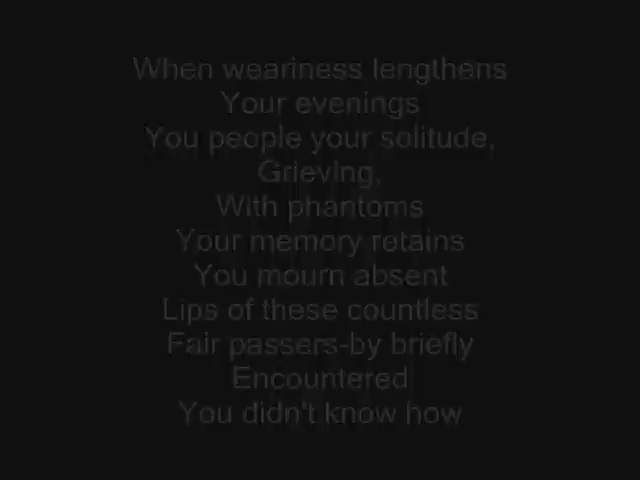 When weariness lengthens
Your evenings
You people your solitude,
Grieving,
With phantoms
Your memory retains
You mourn absent
Lips of these countless
Fair passers-by briefly
Encountered
You didn't know how